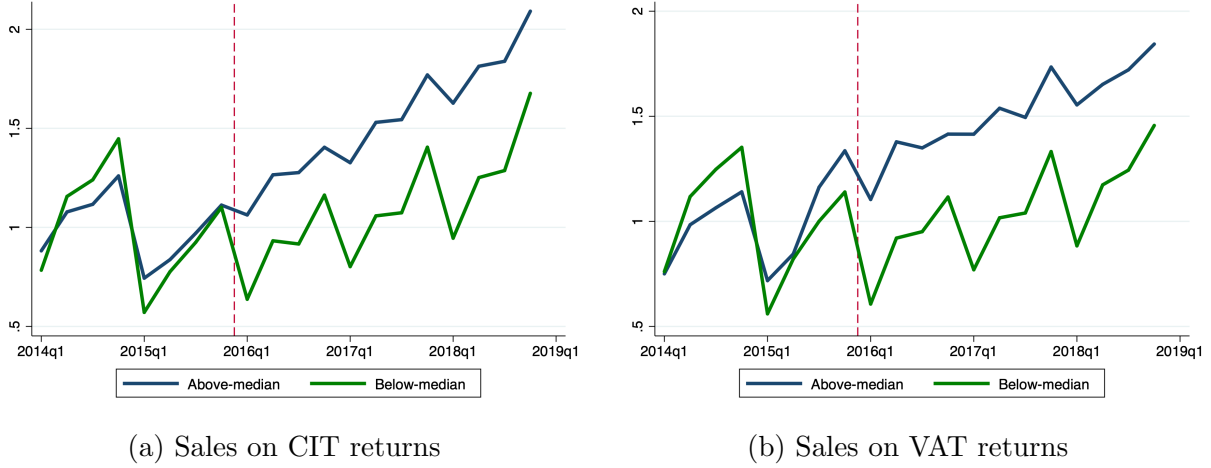 2
1.5
1
.5
2014q1 2015q1 2016q1 2017q1 2018q1 2019q1
Above-median Below-median
(a) Sales on CIT returns
2
1.5
1
.5
2014q1 2015q1 2016q1 2017q1 2018q1 2019q1
Above-median Below-median
(b) Sales on VAT returns